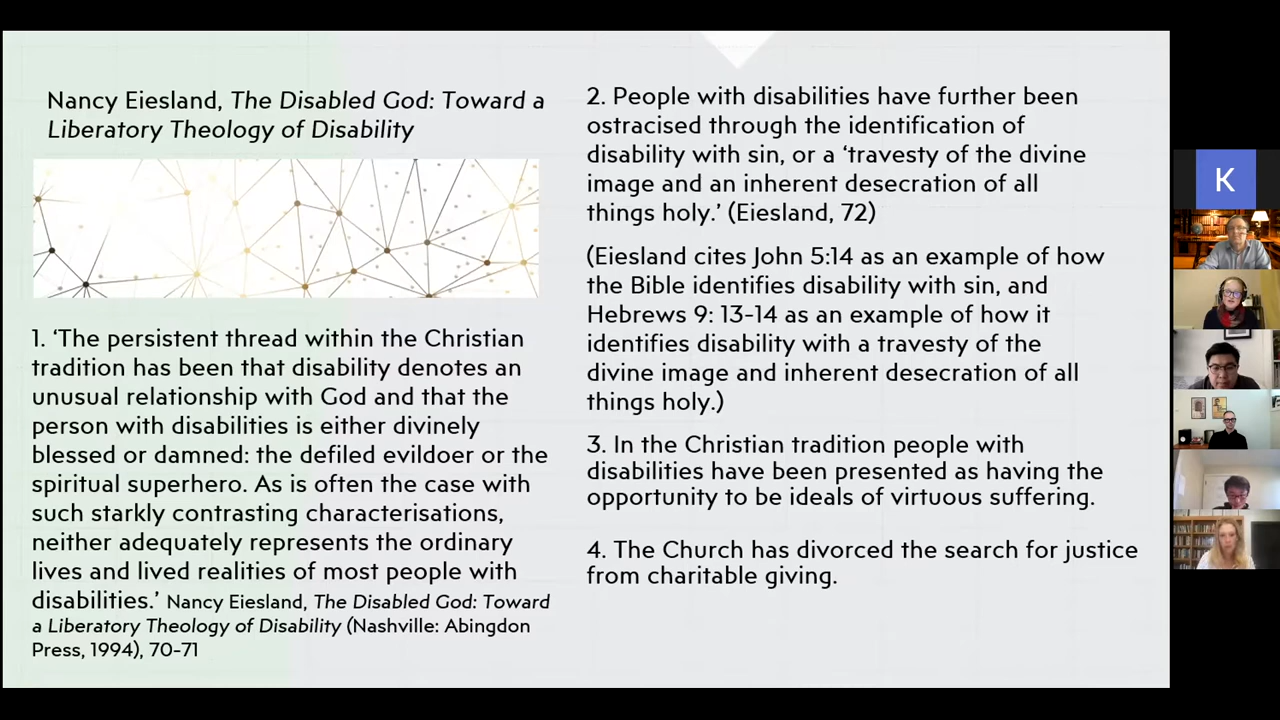 Nancy Eiesland, The Disabled God: Toward a
Liberatory Theology of Disability
1. ‘The persistent thread within the Christian
tradition has been that disability denotes an
unusual relationship with God and that the
person with disabilities is either divinely
blessed or damned: the defiled evildoer or the
spiritual superhero. As is often the case with
such starkly contrasting characterisations,
neither adequately represents the ordinary
lives and lived realities of most people with
disabilities.’ Nancy Eiesland, The Disabled God: Toward
a Liberatory Theology of Disability (Nashville: Abingdon
Press, 1994), 70-71
2. People with disabilities have further been
ostracised through the identification of
disability with sin, or a ‘travesty of the divine
image and an inherent desecration of all
things holy.’ (Eiesland, 72)
(Eiesland cites John 5:14 as an example of how
the Bible identifies disability with sin, and
Hebrews 9: 13-14 as an example of how it
identifies disability with a travesty of the
divine image and inherent desecration of all
things holy.)
3. In the Christian tradition people with
disabilities have been presented as having the
opportunity to be ideals of virtuous suffering.
4. The Church has divorced the search for justice
from charitable giving.
K